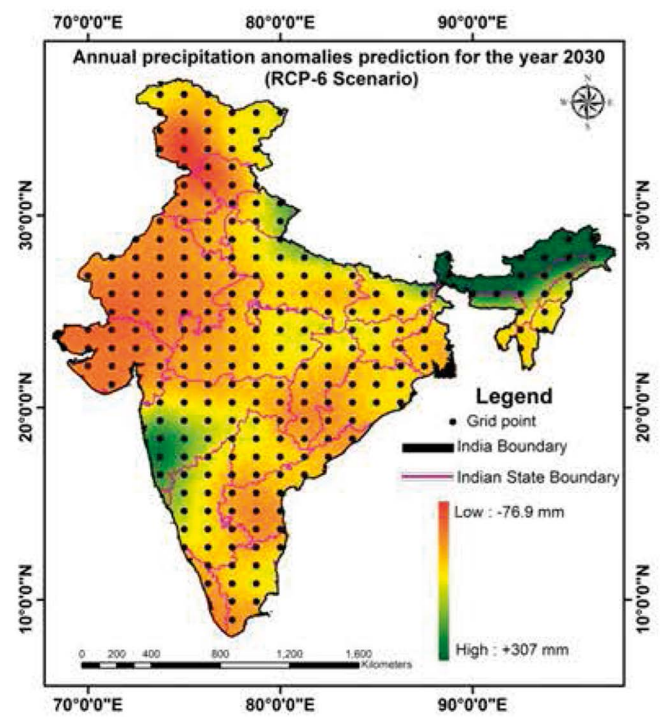 70°0'0"E 80°0'0"E 90°0'0"E
Annual precipitation anomalies prediction for the year 2030
(RCP-6 Scenario)
N
W E
S
30°0'0"N 30°0'0"N
20°0'0"N 20°0'0"N
10°0'0"N 10°0'0"N
Legend
Grid point
India Boundary
Indian State Boundary
Low : -76.9 mm
High : +307 mm
0 200 400 800 1,200 1,600
Kilometers
70°0'0"E 80°0'0"E 90°0'0"E